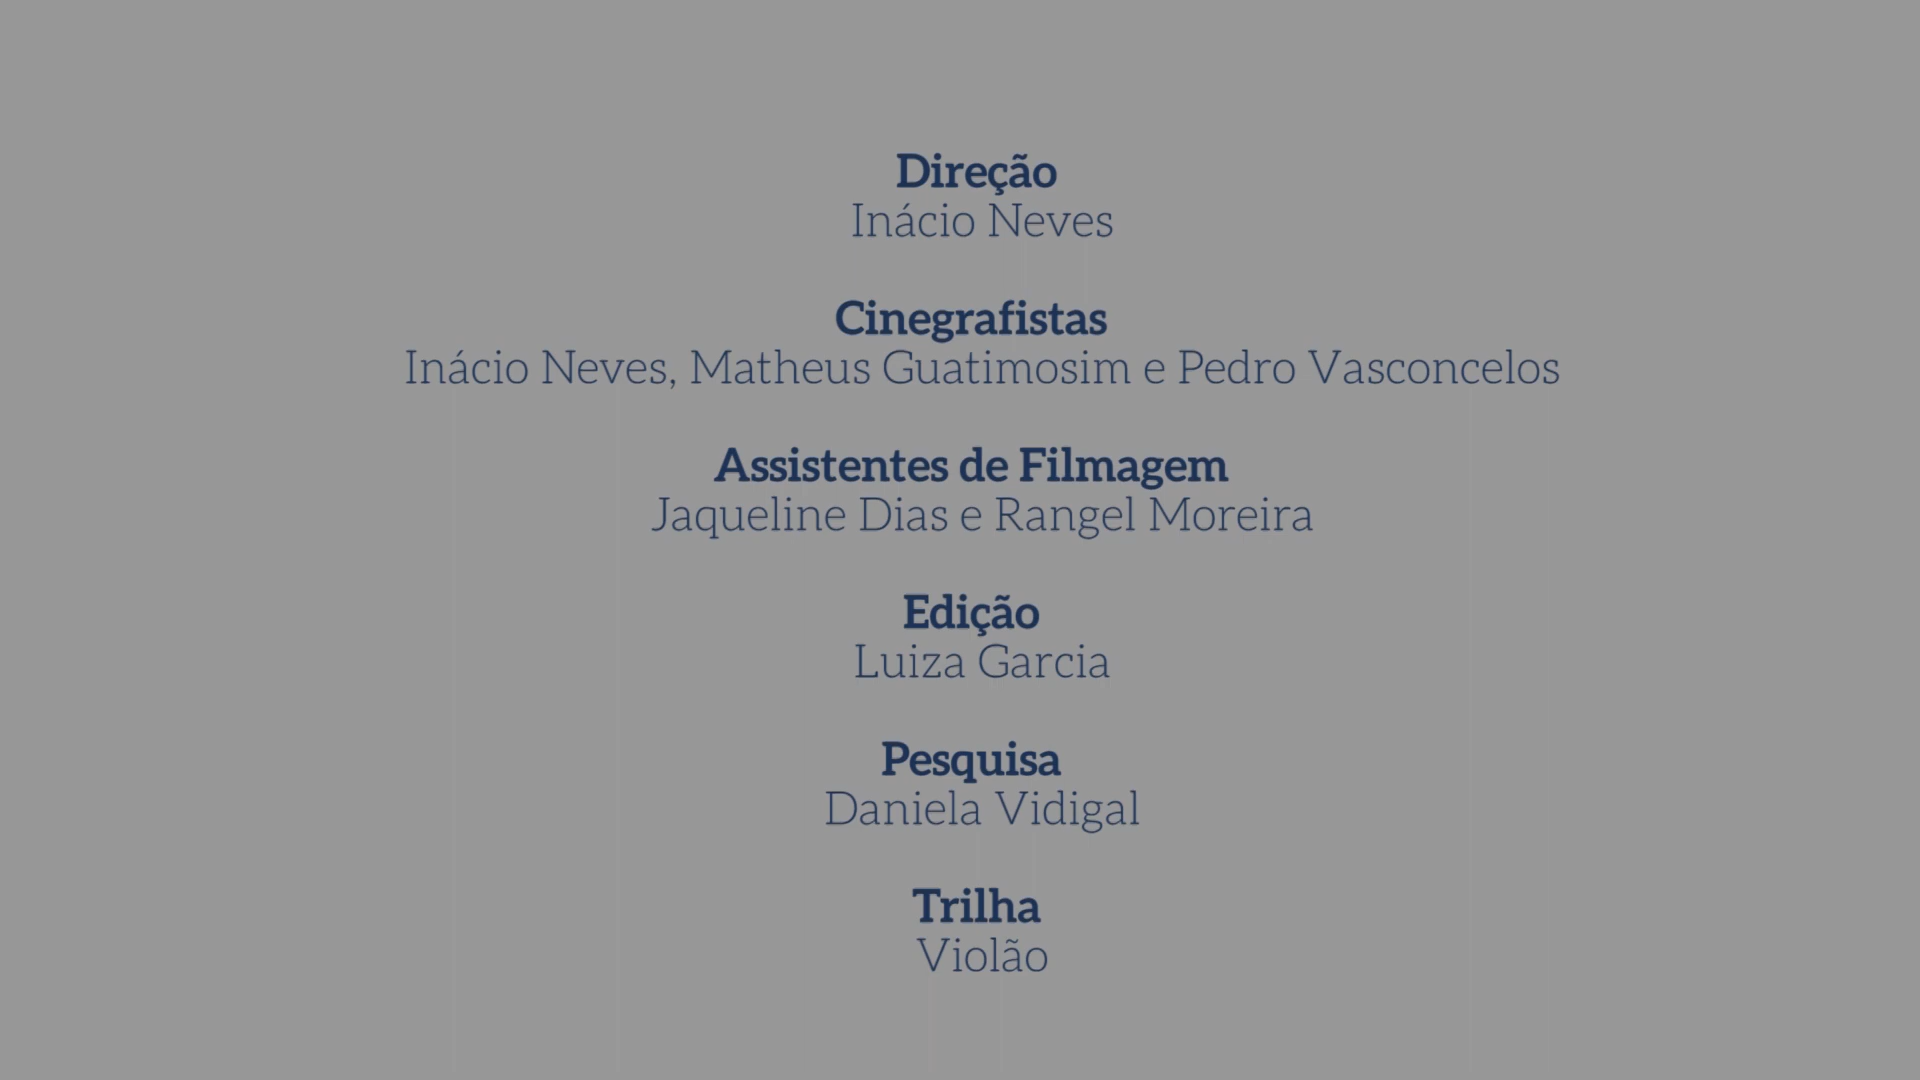 Direção
Inácio Neves
Cinegrafistas
Inácio Neves, Matheus Guatimosim e Pedro Vasconcelos
Assistentes de Filmagem
Jaqueline Dias e Rangel Moreira
Edição
Luiza Garcia
Pesquisa
Daniela Vidigal
Trilha
Violão